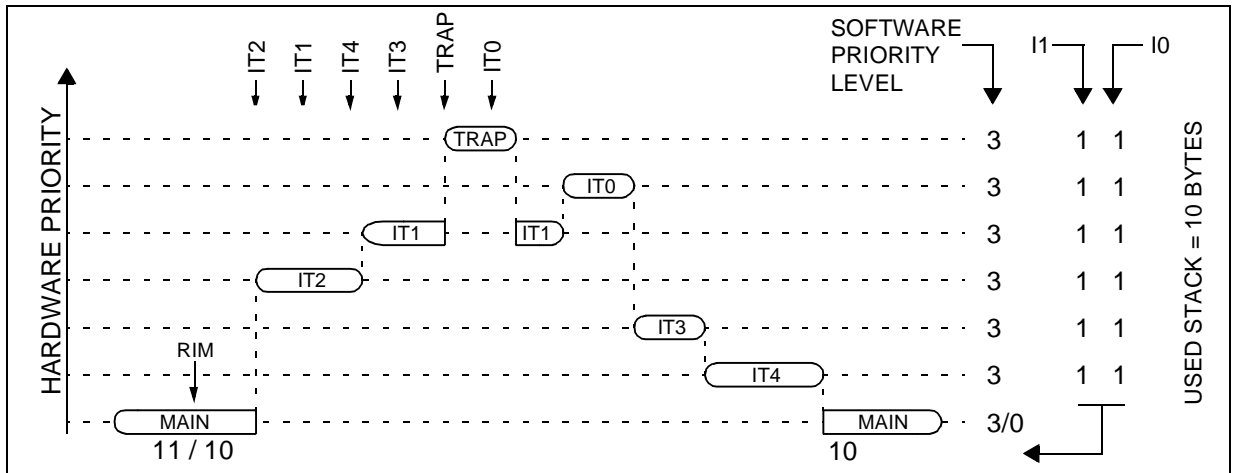 IT2
IT1
IT4
IT3
TRAP
IT0
SOFTWARE
PRIORITY
LEVEL
I1
I0
HARDWARE PRIORITY
TRAP
3
1 1
IT0
3
1 1
IT1
IT1
3
1 1
IT2
3
1 1
IT3
3
1 1
RIM
IT4
3
1 1
MAIN
MAIN
3/0
11 / 10
10
USED STACK = 10 BYTES